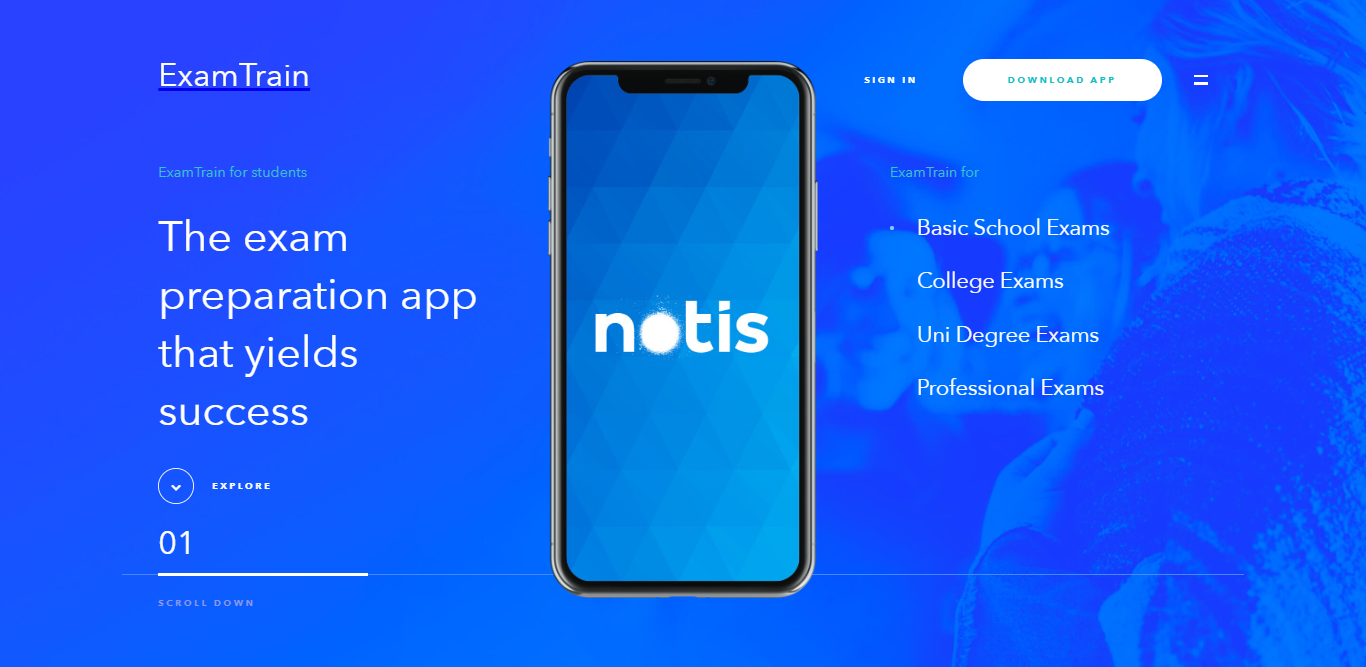 ExamTrain
SIGN IN
DOWNLOAD APP
ExamTrain for students
The exam
preparation app
that yields
success
EXPLORE
01
SCROLL DOWN
notis
ExamTrain for
Basic School Exams
College Exams
Uni Degree Exams
Professional Exams